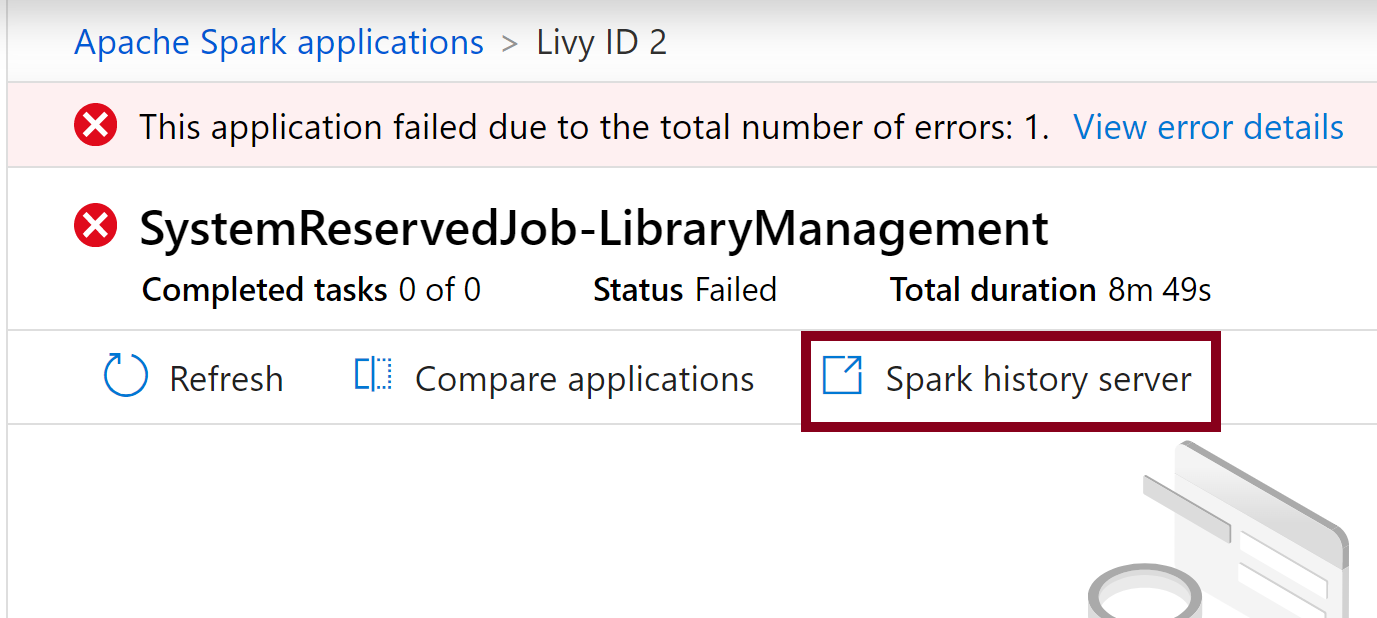 Apache Spark applications > Livy ID 2
This application failed due to the total number of errors: 1. View error details
SystemReservedJob-LibraryManagement
Completed tasks 0 of 0 Status Failed Total duration 8m 49s
Refresh Compare applications Spark history server